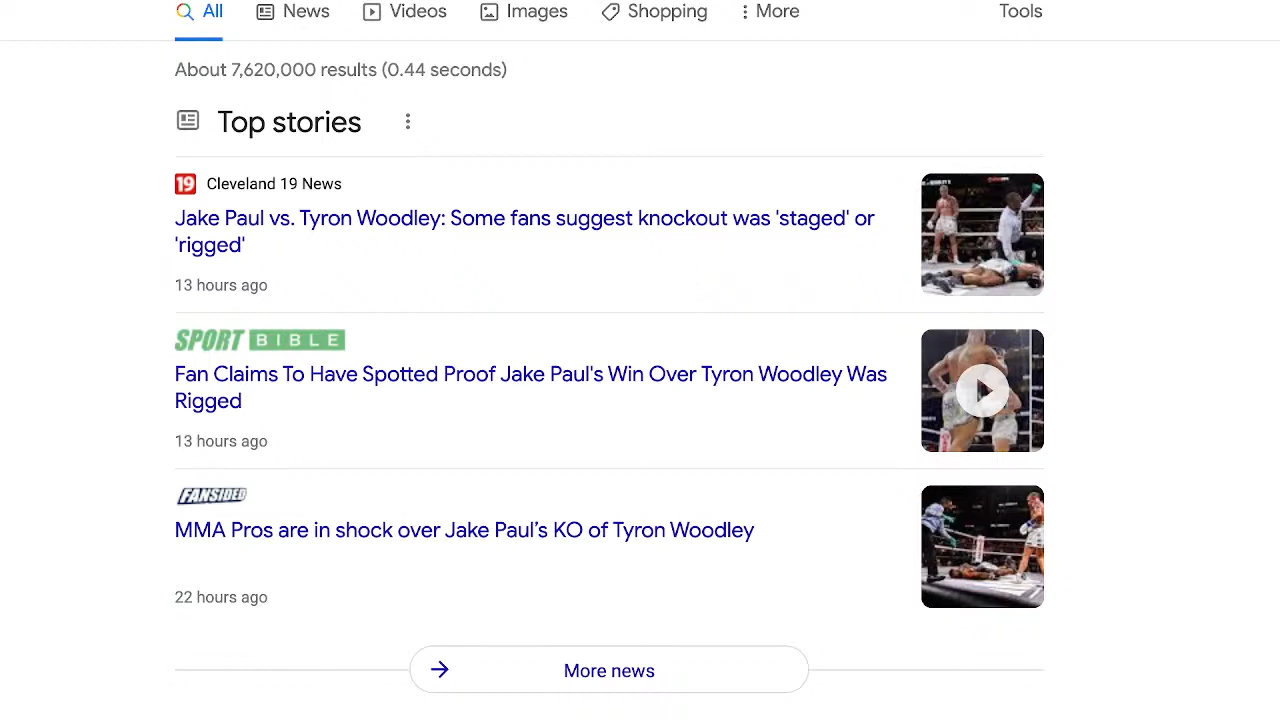 All News Videos Images Shopping More Tools
About 7,620,000 results (0.44 seconds)
Top stories
19 Cleveland 19 News
Jake Paul vs. Tyron Woodley: Some fans suggest knockout was 'staged' or
'rigged'
13 hours ago
SPORT BIBLE
Fan Claims To Have Spotted Proof Jake Paul's Win Over Tyron Woodley Was
Rigged
13 hours ago
FANSIDED
MMA Pros are in shock over Jake Paul’s KO of Tyron Woodley
22 hours ago
More news